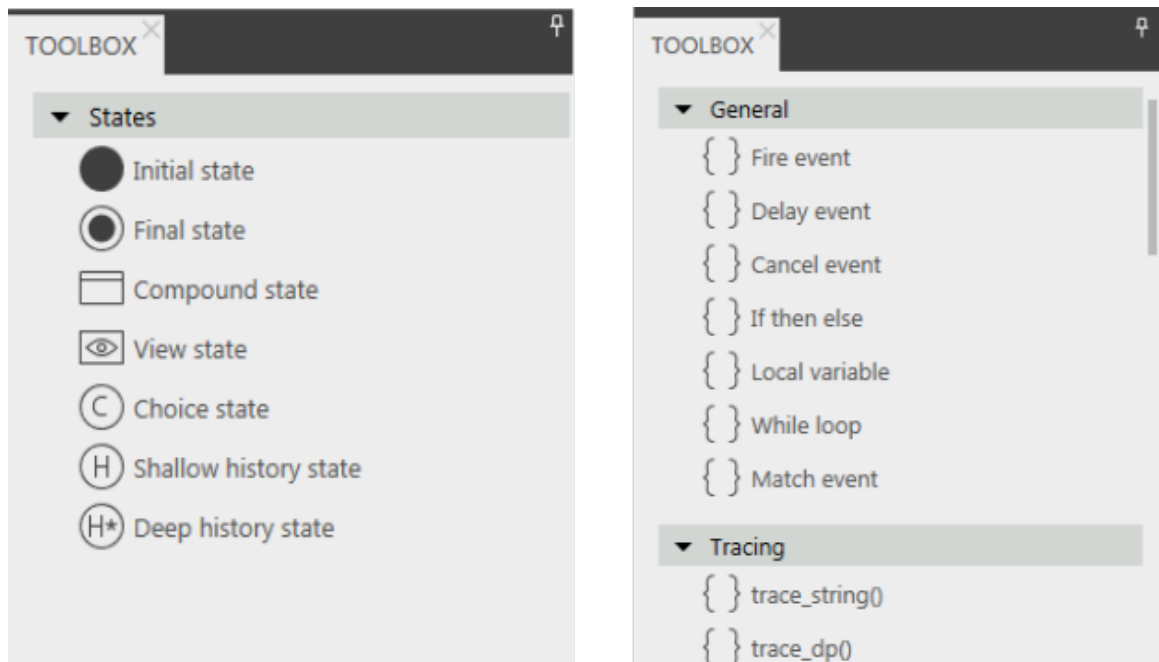 TOOLBOX
States
Initial state
Final state
Compound state
View state
C Choice state
H Shallow history state
H* Deep history state
TOOLBOX
General
{ } Fire event
{ } Delay event
{ } Cancel event
{ } If then else
{ } Local variable
{ } While loop
{ } Match event
Tracing
{ } trace_string()
{ } trace_dp()